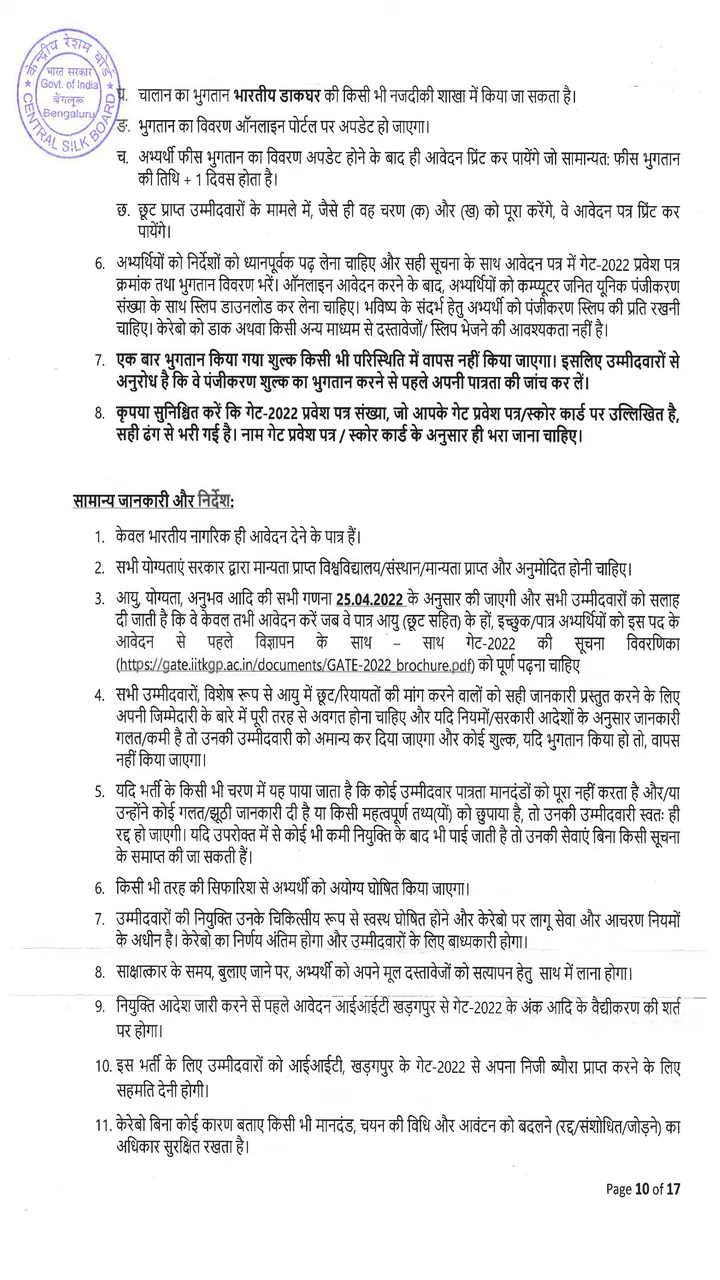 केन्द्रीय रेशम बोर्ड
भारत सरकार
Govt. of India
बेंगलूरु
Bengaluru
CENTRAL SILK BOARD
घ. चालान का भुगतान भारतीय डाकघर की किसी भी नजदीकी शाखा में किया जा सकता है।
ङ. भुगतान का विवरण ऑनलाइन पोर्टल पर अपडेट हो जाएगा।
च. अभ्यर्थी फीस भुगतान का विवरण अपडेट होने के बाद ही आवेदन प्रिंट कर पायेंगे जो सामान्यत: फीस भुगतान
की तिथि + 1 दिवस होता है।
छ. छूट प्राप्त उम्मीदवारों के मामले में, जैसे ही वह चरण (क) और (ख) को पूरा करेंगे, वे आवेदन पत्र प्रिंट कर
पायेंगे।
6. अभ्यर्थियों को निर्देशों को ध्यानपूर्वक पढ़ लेना चाहिए और सही सूचना के साथ आवेदन पत्र में गेट-2022 प्रवेश पत्र
क्रमांक तथा भुगतान विवरण भरें। ऑनलाइन आवेदन करने के बाद, अभ्यर्थियों को कम्प्यूटर जनित यूनिक पंजीकरण
संख्या के साथ स्लिप डाउनलोड कर लेना चाहिए। भविष्य के संदर्भ हेतु अभ्यर्थी को पंजीकरण स्लिप की प्रति रखनी
चाहिए। केरेबो को डाक अथवा किसी अन्य माध्यम से दस्तावेजों/ स्लिप भेजने की आवश्यकता नहीं है।
7. एक बार भुगतान किया गया शुल्क किसी भी परिस्थिति में वापस नहीं किया जाएगा। इसलिए उम्मीदवारों से
अनुरोध है कि वे पंजीकरण शुल्क का भुगतान करने से पहले अपनी पात्रता की जांच कर लें।
8. कृपया सुनिश्चित करें कि गेट-2022 प्रवेश पत्र संख्या, जो आपके गेट प्रवेश पत्र/स्कोर कार्ड पर उल्लिखित है,
सही ढंग से भरी गई है। नाम गेट प्रवेश पत्र / स्कोर कार्ड के अनुसार ही भरा जाना चाहिए।
सामान्य जानकारी और निर्देश:
1. केवल भारतीय नागरिक ही आवेदन देने के पात्र हैं।
2. सभी योग्यताएं सरकार द्वारा मान्यता प्राप्त विश्वविद्यालय/संस्थान/मान्यता प्राप्त और अनुमोदित होनी चाहिए।
3. आयु, योग्यता, अनुभव आदि की सभी गणना 25.04.2022 के अनुसार की जाएगी और सभी उम्मीदवारों को सलाह
दी जाती है कि वे केवल तभी आवेदन करें जब वे पात्र आयु (छूट सहित) के हों, इच्छुक/पात्र अभ्यर्थियों को इस पद के
आवेदन से पहले विज्ञापन के साथ – साथ गेट-2022 की सूचना विवरणिका
(https://gate.iitkgp.ac.in/documents/GATE-2022_brochure.pdf) को पूर्ण पढ़ना चाहिए
4. सभी उम्मीदवारों, विशेष रूप से आयु में छूट/रियायतों की मांग करने वालों को सही जानकारी प्रस्तुत करने के लिए
अपनी जिम्मेदारी के बारे में पूरी तरह से अवगत होना चाहिए और यदि नियमों/सरकारी आदेशों के अनुसार जानकारी
गलत/कमी है तो उनकी उम्मीदवारी को अमान्य कर दिया जाएगा और कोई शुल्क, यदि भुगतान किया हो तो, वापस
नहीं किया जाएगा।
5. यदि भर्ती के किसी भी चरण में यह पाया जाता है कि कोई उम्मीदवार पात्रता मानदंडों को पूरा नहीं करता है और/या
उन्होंने कोई गलत/झूठी जानकारी दी है या किसी महत्वपूर्ण तथ्य(यों) को छुपाया है, तो उनकी उम्मीदवारी स्वतः ही
रद्द हो जाएगी। यदि उपरोक्त में से कोई भी कमी नियुक्ति के बाद भी पाई जाती है तो उनकी सेवाएं बिना किसी सूचना
के समाप्त की जा सकती हैं।
6. किसी भी तरह की सिफारिश से अभ्यर्थी को अयोग्य घोषित किया जाएगा।
7. उम्मीदवारों की नियुक्ति उनके चिकित्सीय रूप से स्वस्थ घोषित होने और केरेबो पर लागू सेवा और आचरण नियमों
के अधीन है। केरेबो का निर्णय अंतिम होगा और उम्मीदवारों के लिए बाध्यकारी होगा।
8. साक्षात्कार के समय, बुलाए जाने पर, अभ्यर्थी को अपने मूल दस्तावेजों को सत्यापन हेतु साथ में लाना होगा।
9. नियुक्ति आदेश जारी करने से पहले आवेदन आईआईटी खड़गपुर से गेट-2022 के अंक आदि के वैद्यीकरण की शर्त
पर होगा।
10. इस भर्ती के लिए उम्मीदवारों को आईआईटी, खड़गपुर के गेट-2022 से अपना निजी ब्यौरा प्राप्त करने के लिए
सहमति देनी होगी।
11. केरेबो बिना कोई कारण बताए किसी भी मानदंड, चयन की विधि और आवंटन को बदलने (रद्द/संशोधित/जोड़ने) का
अधिकार सुरक्षित रखता है।
Page 10 of 17